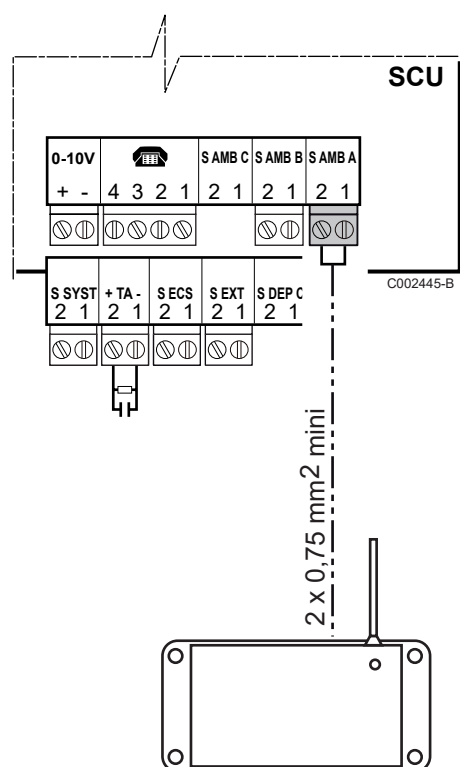 SCU
0-10V S AMB C S AMB B S AMB A
+ - 4 3 2 1 2 1 2 1 2 1
C002445-B
S SYST + TA - S ECS S EXT S DEP C
2 1 2 1 2 1 2 1 2 1
2 x 0,75 mm2 mini